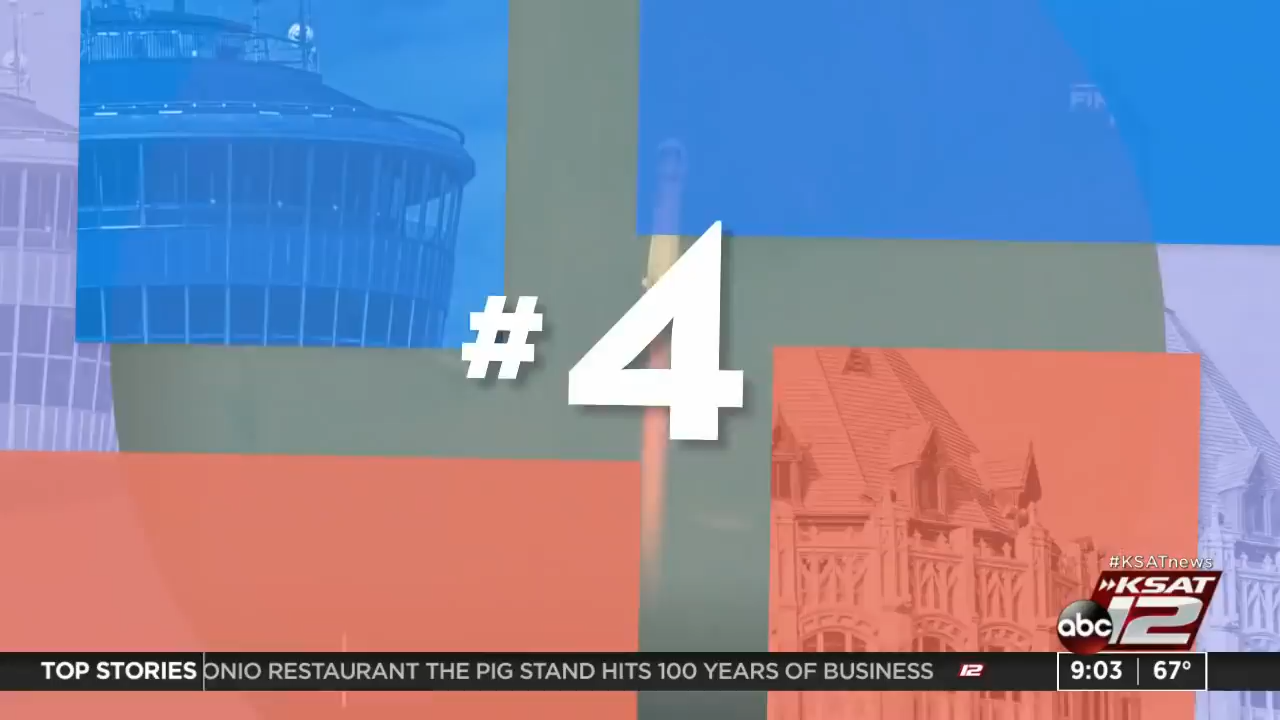 #4
#KSATnews
KSAT
abc 12
TOP STORIES ONIO RESTAURANT THE PIG STAND HITS 100 YEARS OF BUSINESS 12 9:03 67°